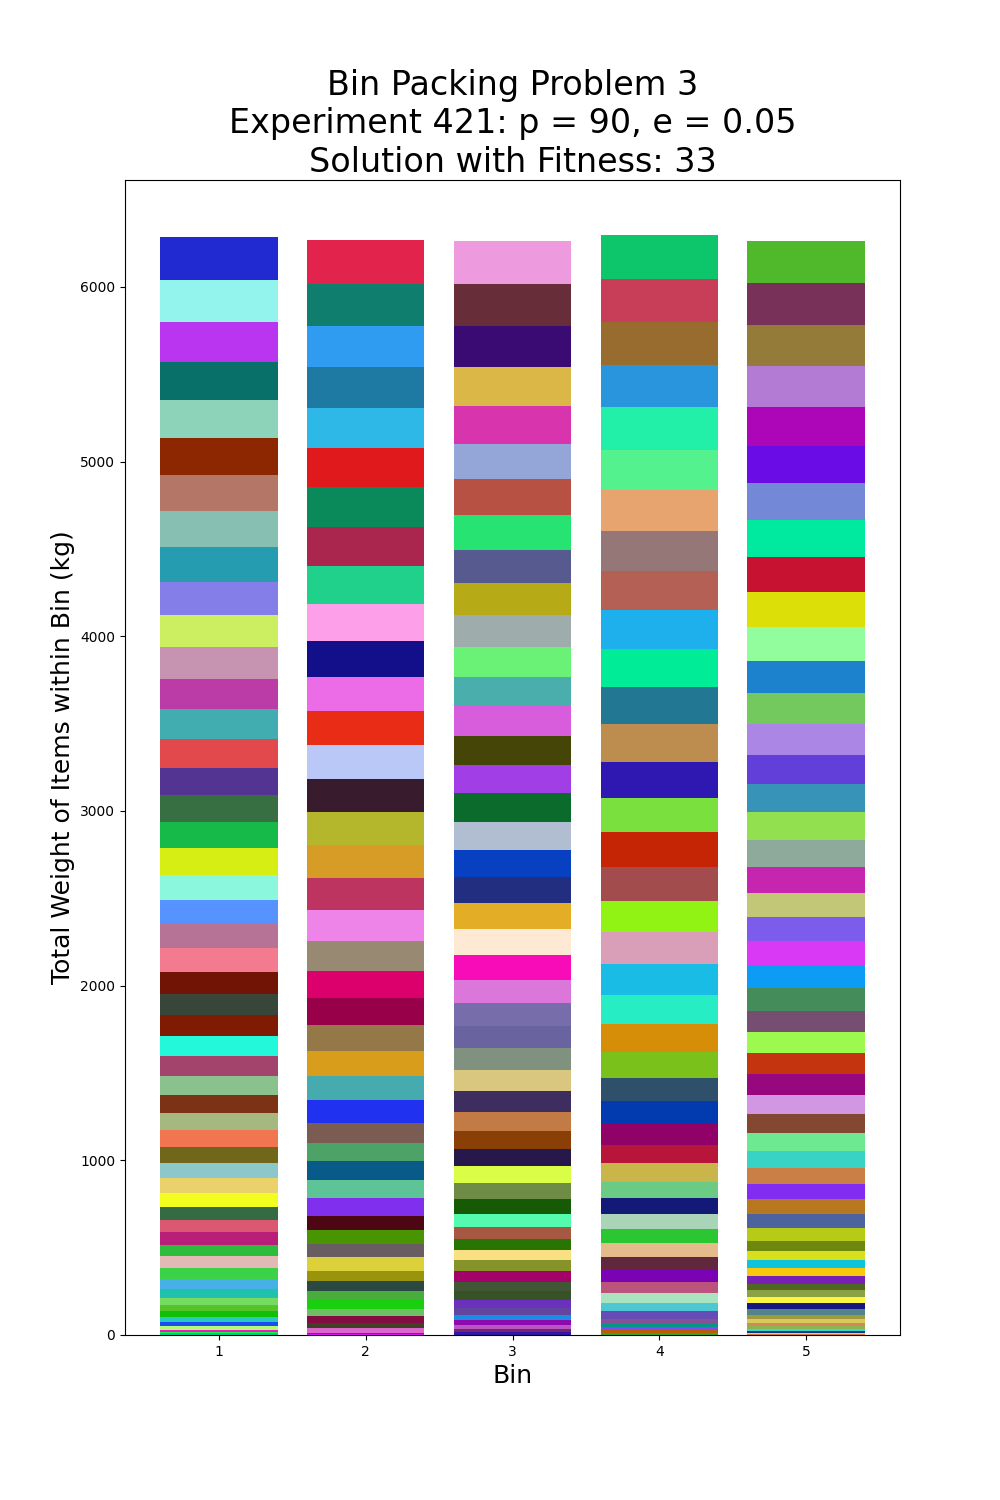 Bin Packing Problem 3
Experiment 421: p = 90, e = 0.05
Solution with Fitness: 33
Total Weight of Items within Bin (kg)
6000
5000
4000
3000
2000
1000
0
1 2 3 4 5
Bin